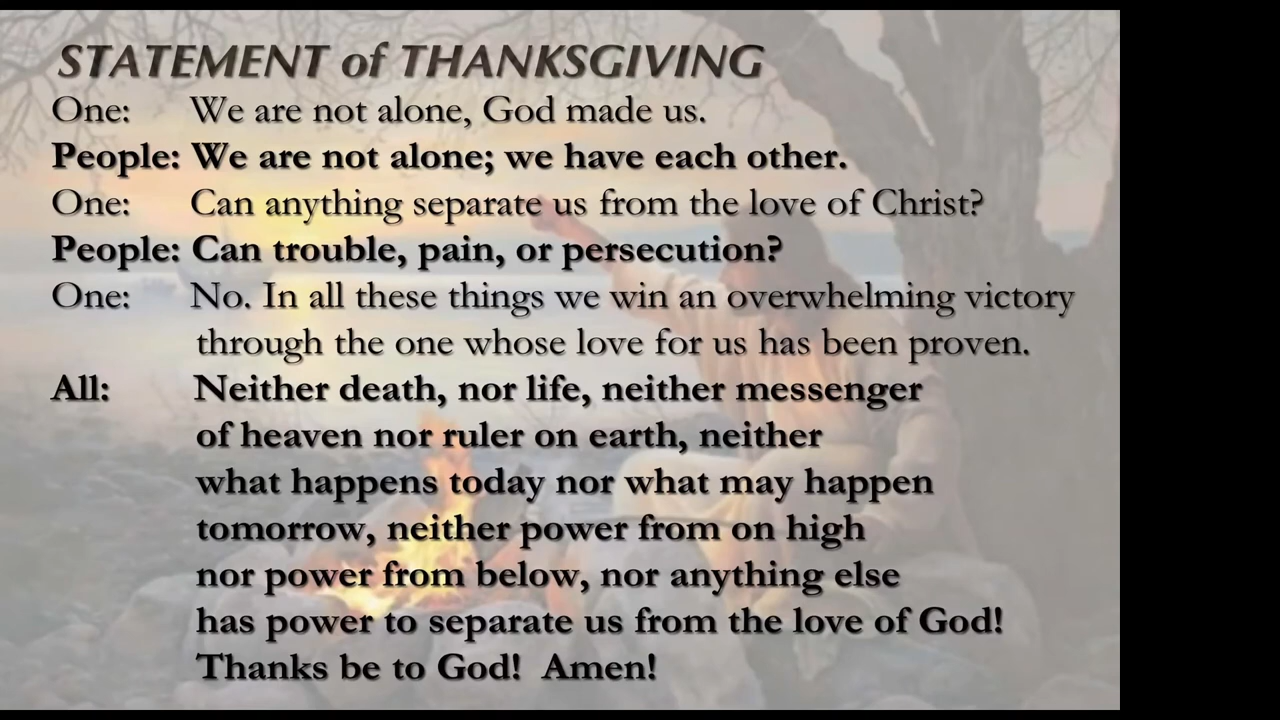 STATEMENT of THANKSGIVING
One: We are not alone, God made us.
People: We are not alone; we have each other.
One: Can anything separate us from the love of Christ?
People: Can trouble, pain, or persecution?
One: No. In all these things we win an overwhelming victory
through the one whose love for us has been proven.
All: Neither death, nor life, neither messenger
of heaven nor ruler on earth, neither
what happens today nor what may happen
tomorrow, neither power from on high
nor power from below, nor anything else
has power to separate us from the love of God!
Thanks be to God! Amen!